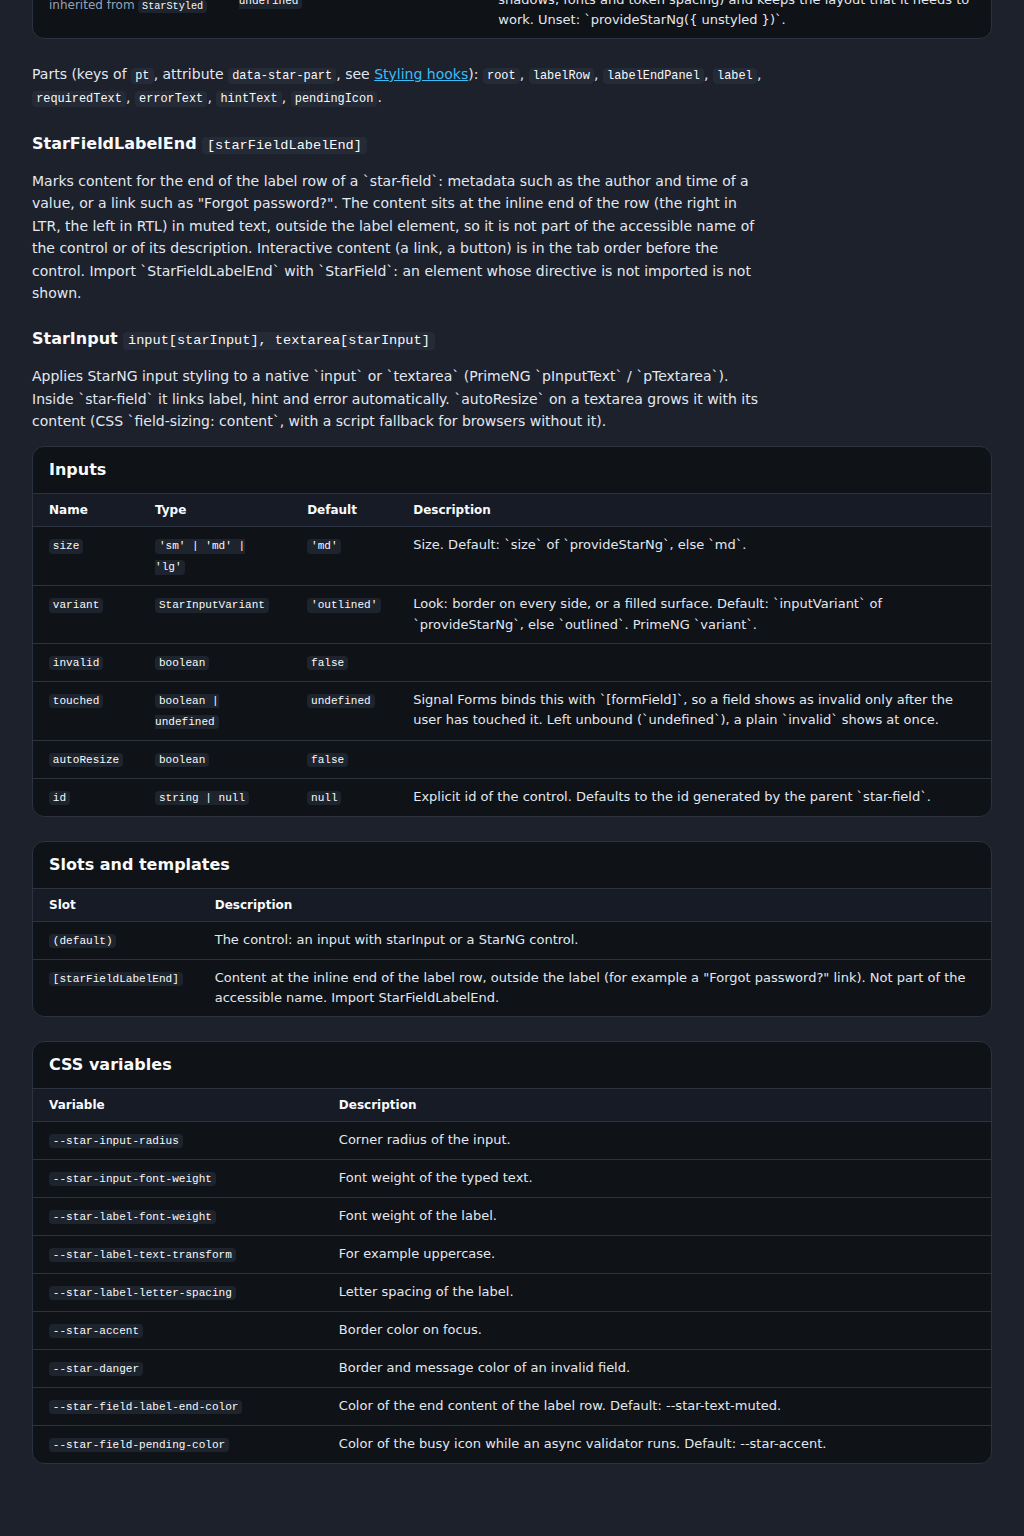 inherited from StarStyled
undefined
shadows, fonts and token spacing) and keeps the layout that it needs to
work. Unset: `provideStarNg({ unstyled })`.
Parts (keys of pt, attribute data-star-part, see Styling hooks): root, labelRow, labelEndPanel, label,
requiredText, errorText, hintText, pendingIcon.
StarFieldLabelEnd [starFieldLabelEnd]
Marks content for the end of the label row of a `star-field`: metadata such as the author and time of a
value, or a link such as "Forgot password?". The content sits at the inline end of the row (the right in
LTR, the left in RTL) in muted text, outside the label element, so it is not part of the accessible name of
the control or of its description. Interactive content (a link, a button) is in the tab order before the
control. Import `StarFieldLabelEnd` with `StarField`: an element whose directive is not imported is not
shown.
StarInput input[starInput], textarea[starInput]
Applies StarNG input styling to a native `input` or `textarea` (PrimeNG `pInputText` / `pTextarea`).
Inside `star-field` it links label, hint and error automatically. `autoResize` on a textarea grows it with its
content (CSS `field-sizing: content`, with a script fallback for browsers without it).
Inputs
Name Type Default Description
size 'sm' | 'md' | 'md' Size. Default: `size` of `provideStarNg`, else `md`.
'lg'
variant StarInputVariant 'outlined' Look: border on every side, or a filled surface. Default: `inputVariant` of
`provideStarNg`, else `outlined`. PrimeNG `variant`.
invalid boolean false
touched boolean | undefined Signal Forms binds this with `[formField]`, so a field shows as invalid only after the
undefined user has touched it. Left unbound (`undefined`), a plain `invalid` shows at once.
autoResize boolean false
id string | null null Explicit id of the control. Defaults to the id generated by the parent `star-field`.
Slots and templates
Slot Description
(default) The control: an input with starInput or a StarNG control.
[starFieldLabelEnd] Content at the inline end of the label row, outside the label (for example a "Forgot password?" link). Not part of the
accessible name. Import StarFieldLabelEnd.
CSS variables
Variable Description
--star-input-radius Corner radius of the input.
--star-input-font-weight Font weight of the typed text.
--star-label-font-weight Font weight of the label.
--star-label-text-transform For example uppercase.
--star-label-letter-spacing Letter spacing of the label.
--star-accent Border color on focus.
--star-danger Border and message color of an invalid field.
--star-field-label-end-color Color of the end content of the label row. Default: --star-text-muted.
--star-field-pending-color Color of the busy icon while an async validator runs. Default: --star-accent.